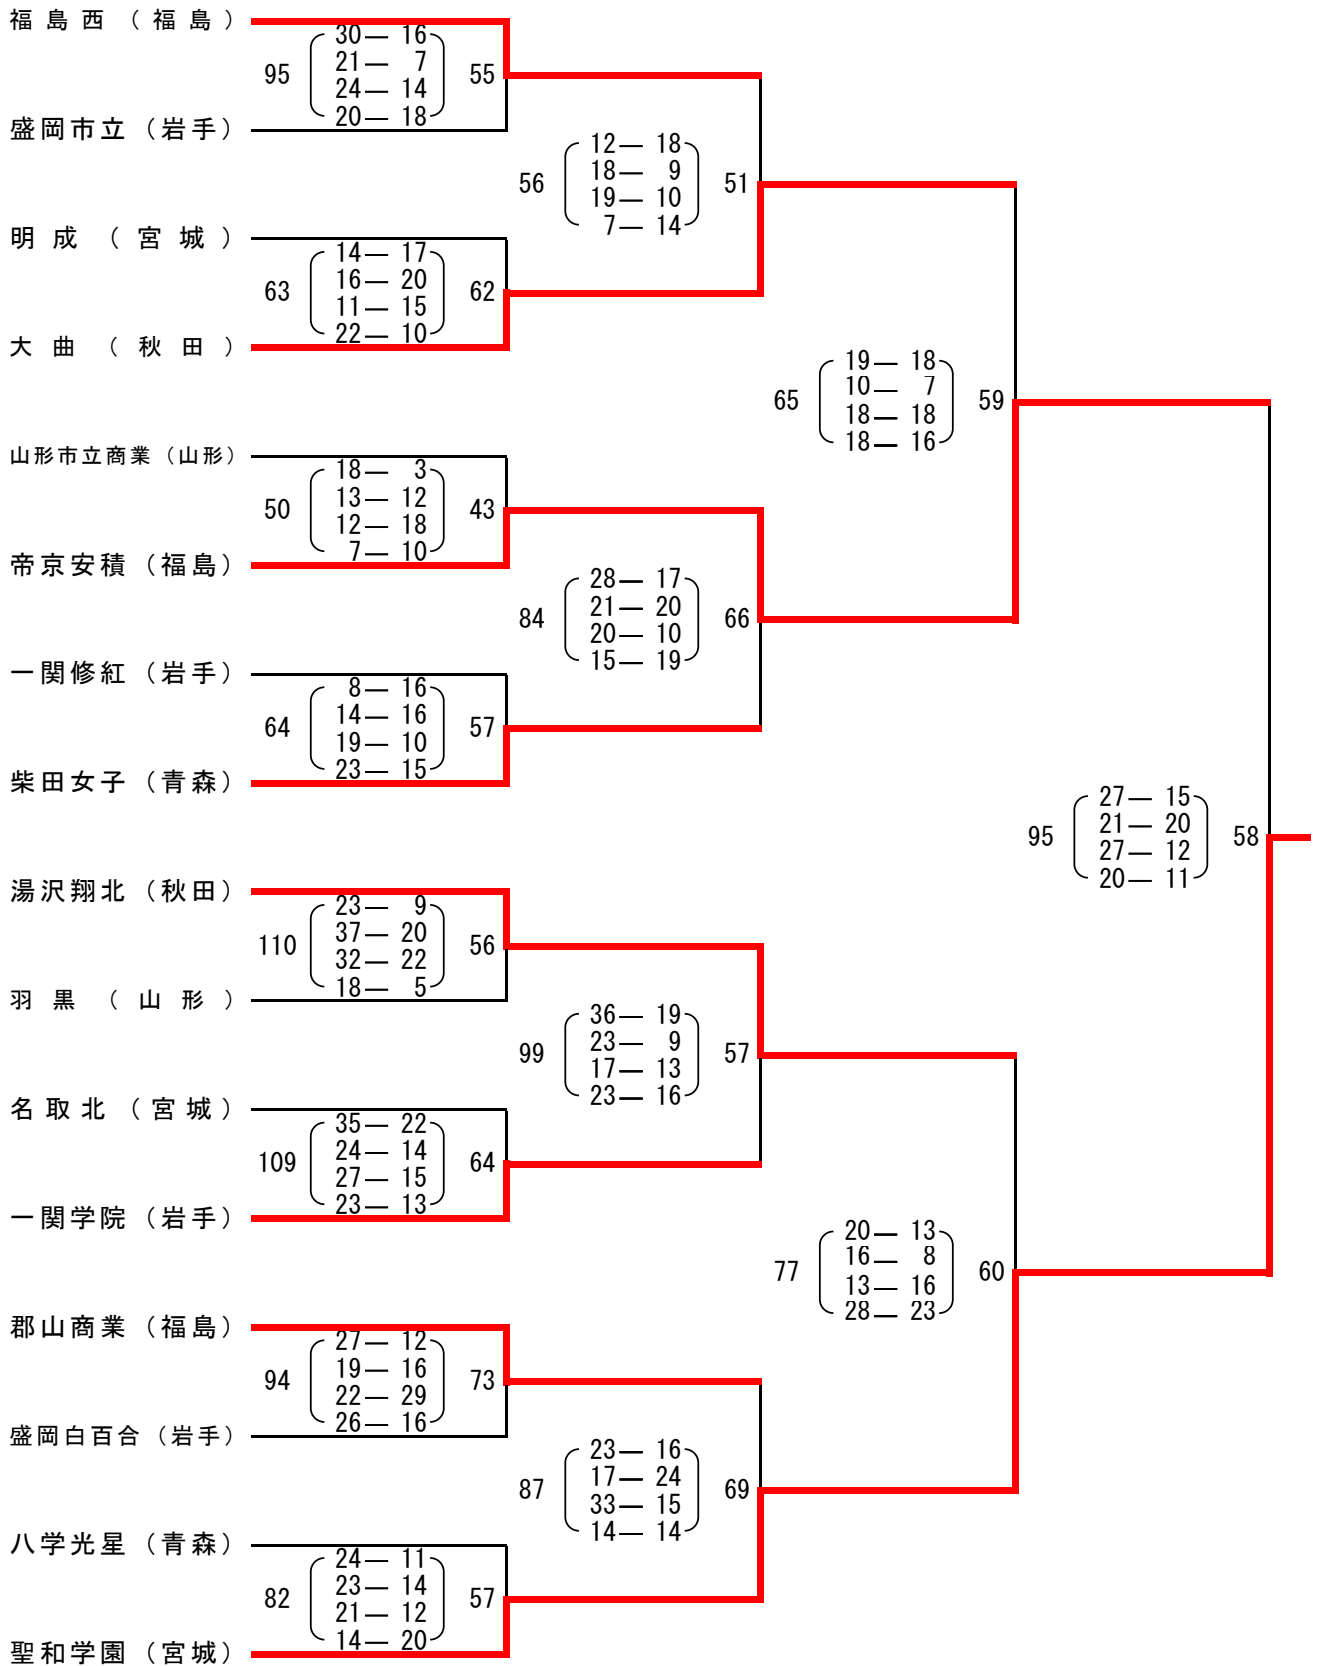 福島西（福島）
95 30― 16 55
21― 7
24― 14
20― 18
盛岡市立（岩手）
56 12― 18 51
18― 9
19― 10
7― 14
明成（宮城）
63 14― 17 62
16― 20
11― 15
22― 10
大曲（秋田）
65 19― 18 59
10― 7
18― 18
18― 16
山形市立商業（山形）
50 18― 3 43
13― 12
12― 18
7― 10
帝京安積（福島）
84 28― 17 66
21― 20
20― 10
15― 19
一関修紅（岩手）
64 8― 16 57
14― 16
19― 10
23― 15
柴田女子（青森）
95 27― 15 58
21― 20
27― 12
20― 11
湯沢翔北（秋田）
110 23― 9 56
37― 20
32― 22
18― 5
羽黒（山形）
99 36― 19 57
23― 9
17― 13
23― 16
名取北（宮城）
109 35― 22 64
24― 14
27― 15
23― 13
一関学院（岩手）
77 20― 13 60
16― 8
13― 16
28― 23
郡山商業（福島）
94 27― 12 73
19― 16
22― 29
26― 16
盛岡白百合（岩手）
87 23― 16 69
17― 24
33― 15
14― 14
八学光星（青森）
82 24― 11 57
23― 14
21― 12
14― 20
聖和学園（宮城）